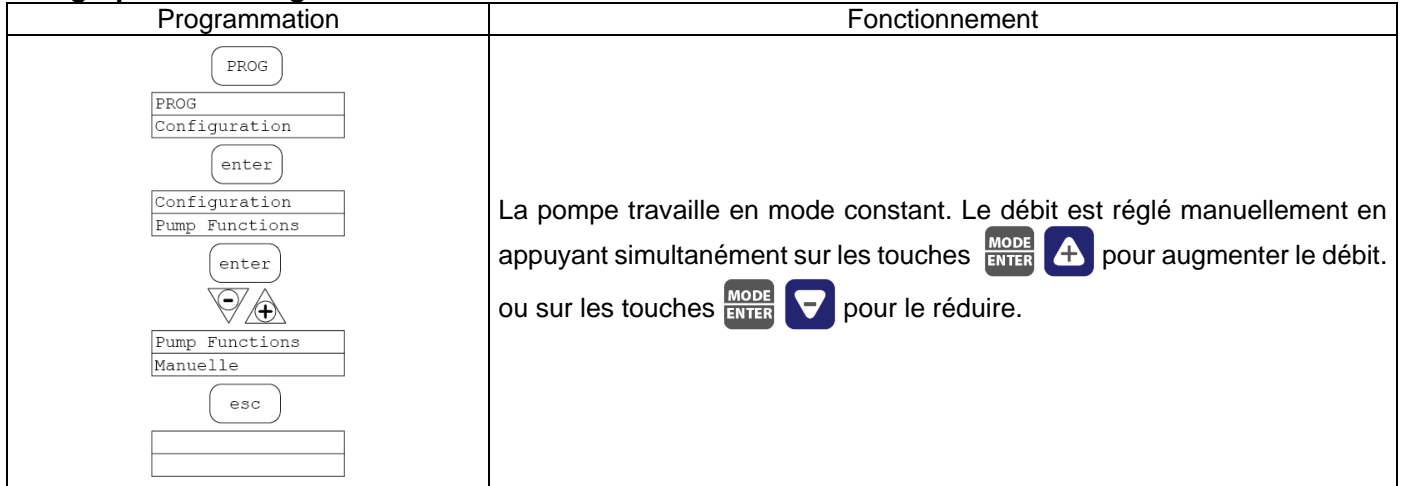 Programmation
Fonctionnement
PROG
PROG
Configuration
enter
Configuration
Pump Functions
enter
- +
Pump Functions
Manuelle
esc
La pompe travaille en mode constant. Le débit est réglé manuellement en
appuyant simultanément sur les touches MODE ENTER + pour augmenter le débit.
ou sur les touches MODE ENTER - pour le réduire.